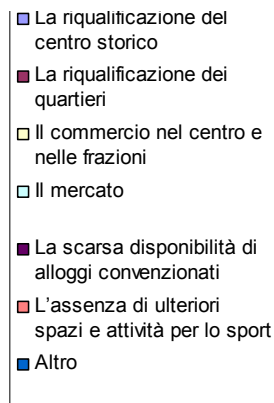 La riqualificazione del
centro storico
La riqualificazione dei
quartieri
Il commercio nel centro e
nelle frazioni
Il mercato
La scarsa disponibilità di
alloggi convenzionati
L'assenza di ulteriori
spazi e attività per lo sport
Altro